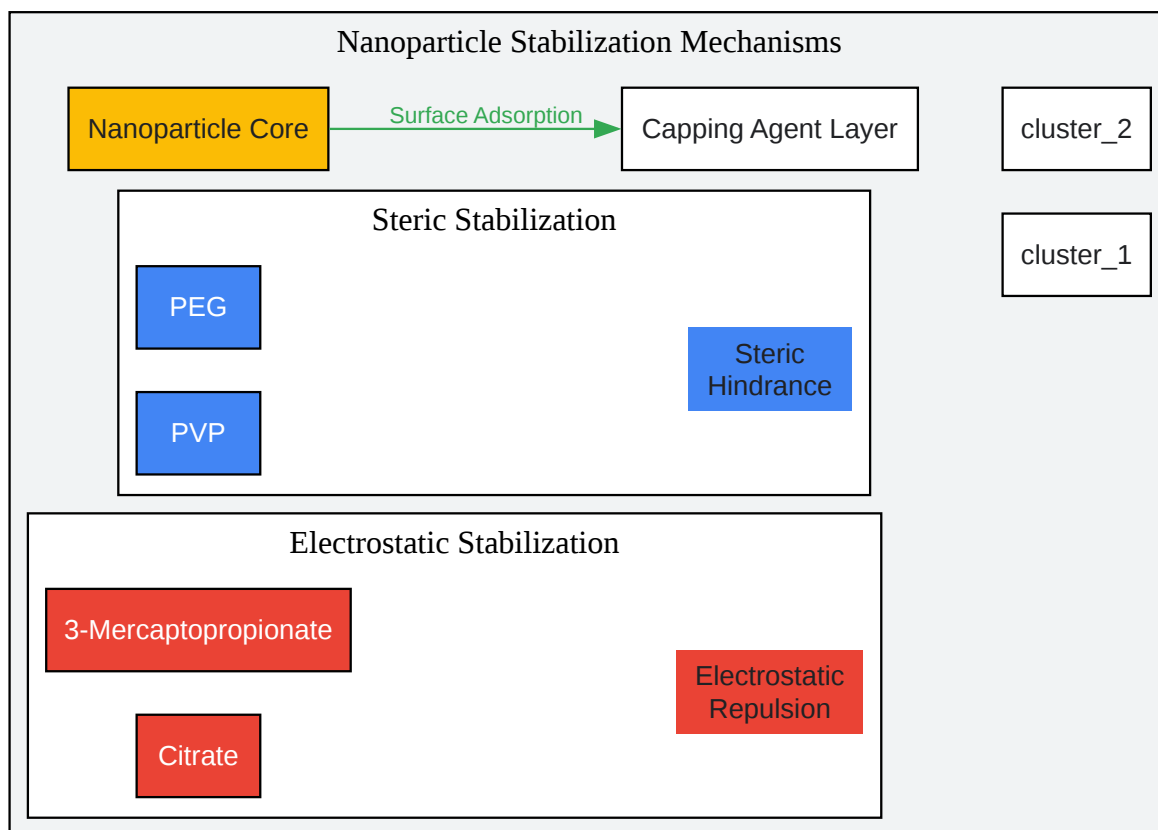 Nanoparticle Stabilization Mechanisms
Nanoparticle Core
Surface Adsorption
Capping Agent Layer
cluster_2
Steric Stabilization
cluster_1
PEG
Steric
Hindrance
PVP
Electrostatic Stabilization
3-Mercaptopropionate
Electrostatic
Repulsion
Citrate